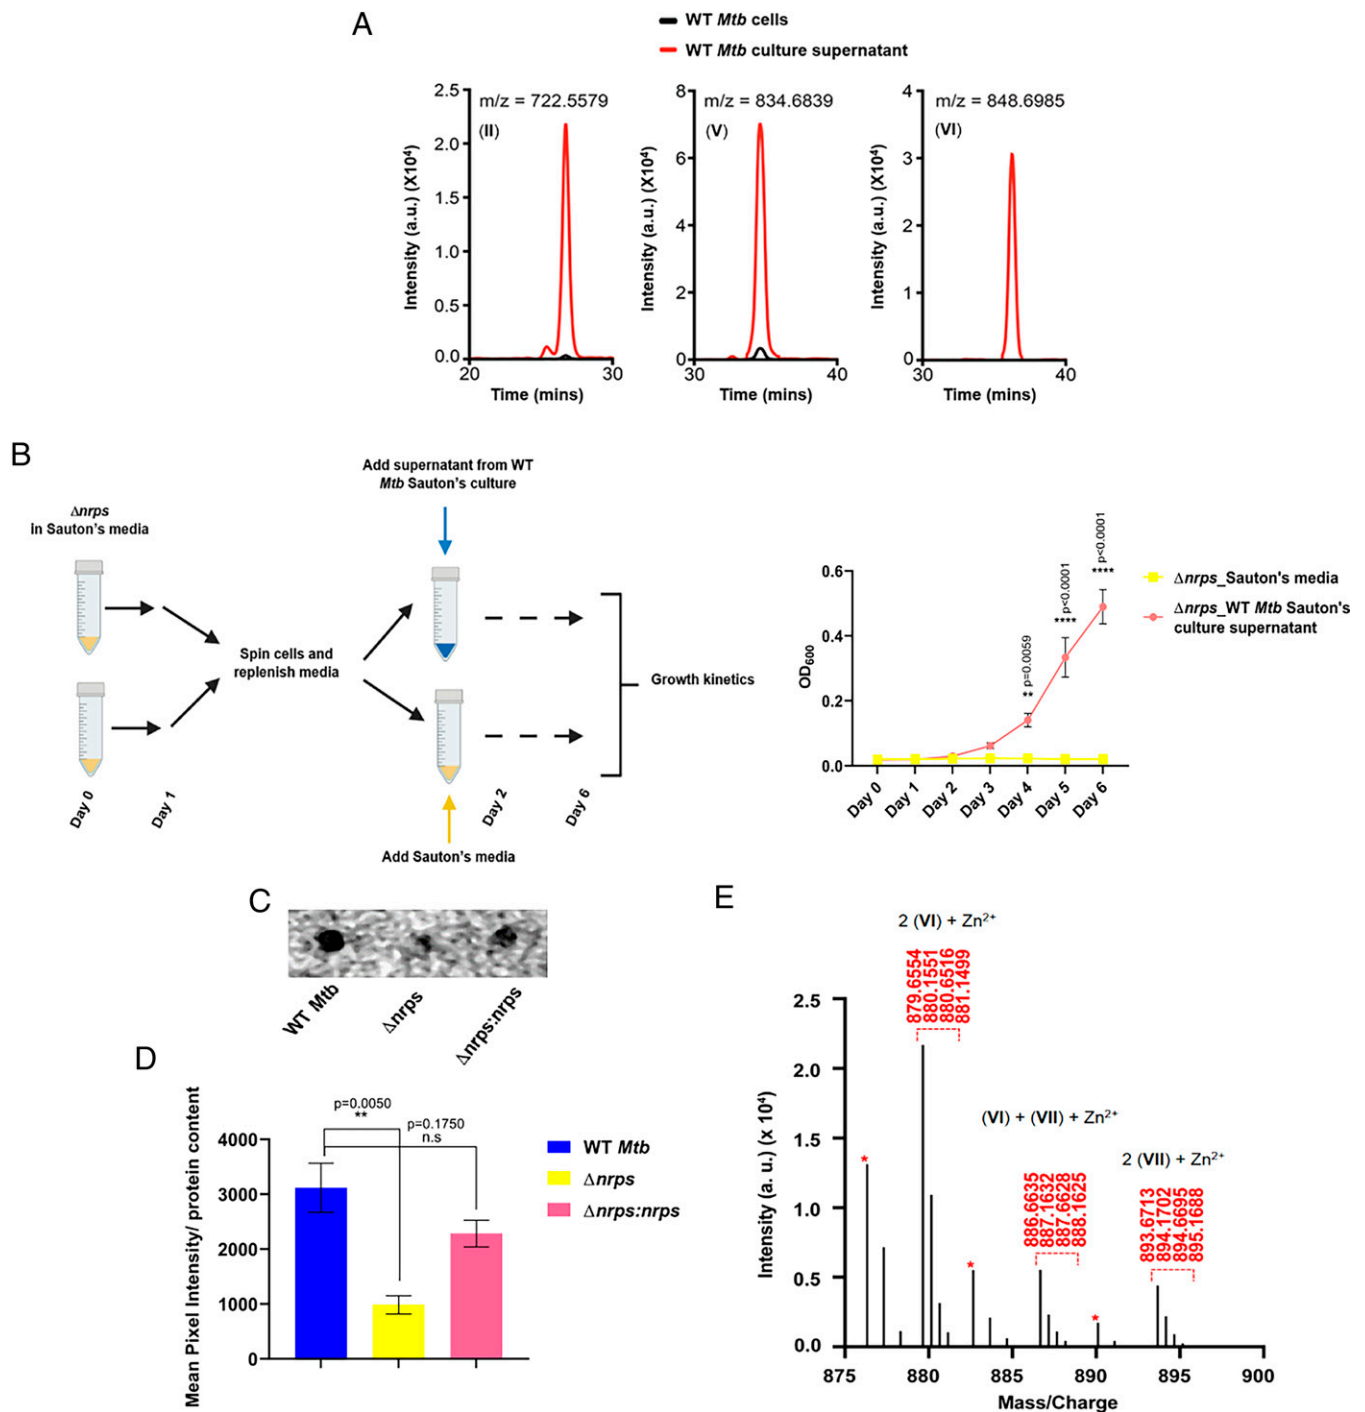 A
WT Mtb cells
WT Mtb culture supernatant
m/z = 722.5579
(II)
Intensity (a.u.) (X10⁴)
2.5
2.0
1.5
1.0
0.5
0.0
20
30
Time (mins)
m/z = 834.6839
(V)
Intensity (a.u.) (X10⁴)
8
6
4
2
0
30
40
Time (mins)
m/z = 848.6985
(VI)
Intensity (a.u.) (X10⁴)
4
3
2
1
0
30
40
Time (mins)
B
Δnrps
in Sauton's media
Spin cells and
replenish media
Add supernatant from WT
Mtb Sauton's culture
Growth kinetics
Day 0
Day 1
Day 2
Day 6
Add Sauton's media
OD₆₀₀
0.6
0.4
0.2
0.0
Day 0
Day 1
Day 2
Day 3
Day 4
Day 5
Day 6
** p=0.0059
**** p<0.0001
**** p<0.0001
Δnrps_Sauton's media
Δnrps_WT Mtb Sauton's
culture supernatant
C
WT Mtb
Δnrps
Δnrps:nrps
D
Mean Pixel Intensity/ protein content
4000
3000
2000
1000
0
p=0.0050
**
p=0.1750
n.s
WT Mtb
Δnrps
Δnrps:nrps
E
2 (VI) + Zn²⁺
879.6554
880.1551
880.6516
881.1499
(VI) + (VII) + Zn²⁺
886.6635
887.1632
887.6628
888.1625
2 (VII) + Zn²⁺
893.6713
894.1702
894.6695
895.1688
*
*
*
Intensity (a. u.) (x 10⁴)
2.5
2.0
1.5
1.0
0.5
0.0
875
880
885
890
895
900
Mass/Charge